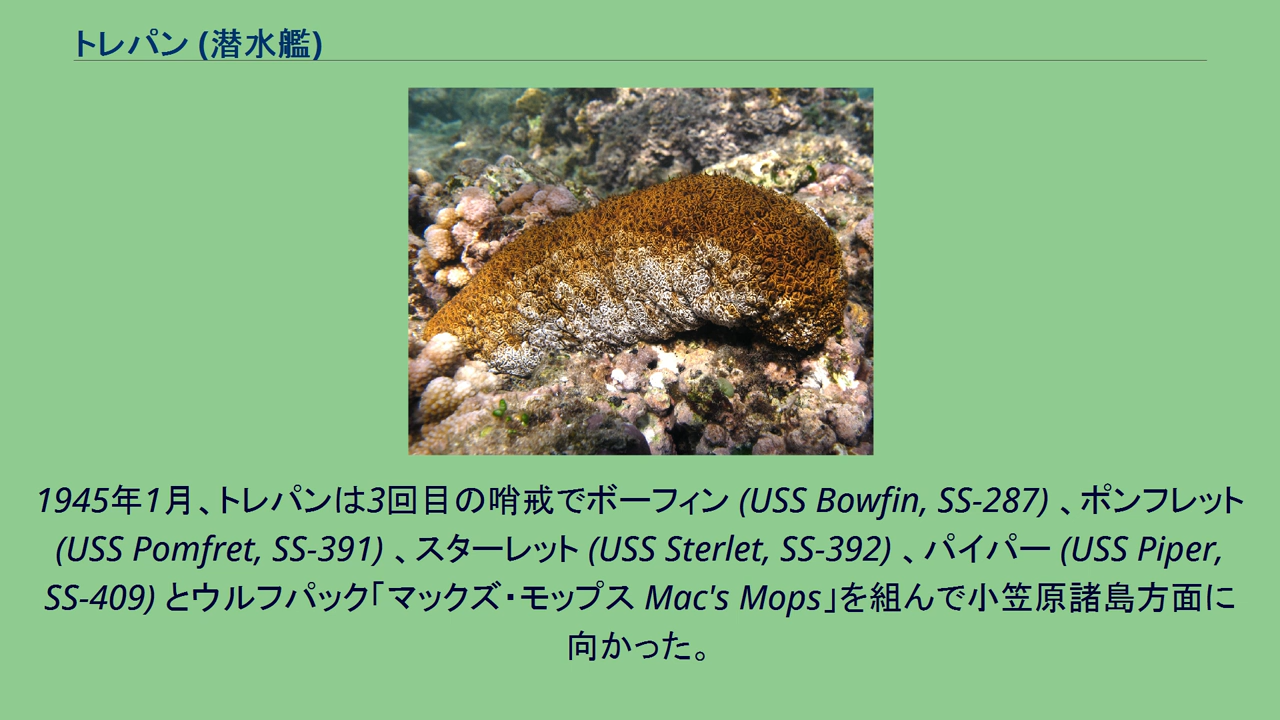 トレパン (潜水艦)
1945年1月、トレパンは3回目の哨戒でボーフィン (USS Bowfin, SS-287) 、ポンフレット
(USS Pomfret, SS-391) 、スターレット (USS Sterlet, SS-392) 、パイパー (USS Piper,
SS-409) とウルフパック「マックズ・モップス Mac's Mops」を組んで小笠原諸島方面に
向かった。